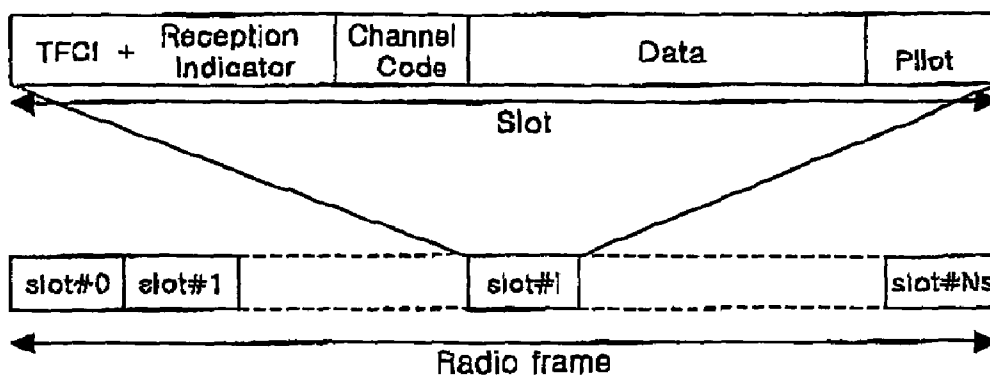 TFCI + Reception Indicator
Channel Code
Data
Pilot
Slot
slot#0
slot#1
slot#i
slot#Ns
Radio frame